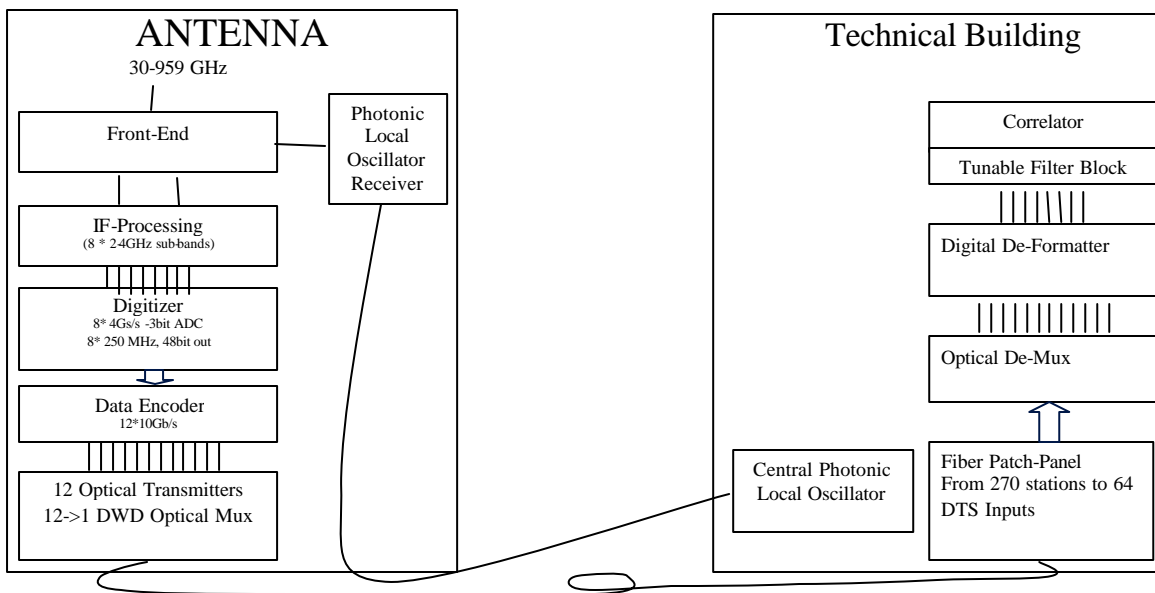 ANTENNA
30-959 GHz
Front-End
Photonic
Local
Oscillator
Receiver
IF-Processing
(8 * 24GHz sub-bands)
Digitizer
8* 4Gs/s -3bit ADC
8* 250 MHz, 48bit out
Data Encoder
12*10Gb/s
12 Optical Transmitters
12->1 DWD Optical Mux
Technical Building
Correlator
Tunable Filter Block
Digital De-Formatter
Optical De-Mux
Central Photonic
Local Oscillator
Fiber Patch-Panel
From 270 stations to 64
DTS Inputs